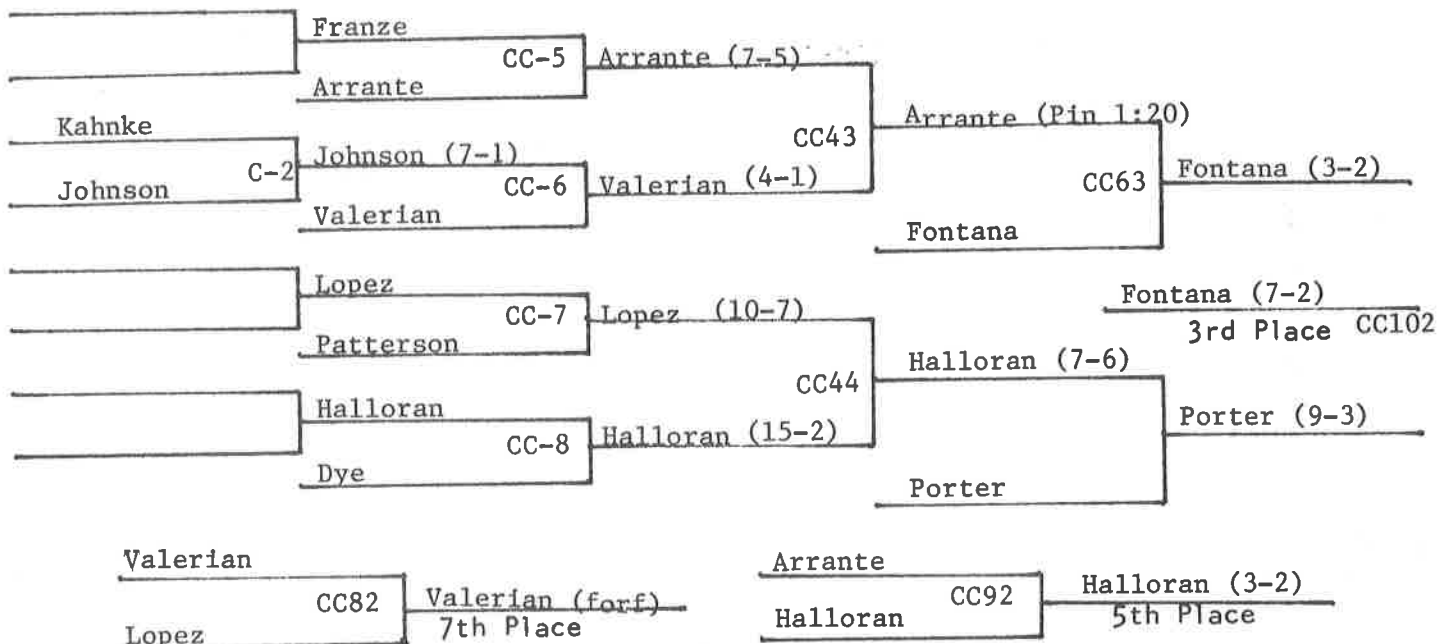 Franze
CC-5
Arrante (7-5)
Arrante
Kahnke
Arrante (Pin 1:20)
CC43
Johnson (7-1)
C-2
Fontana (3-2)
CC-6
CC63
Johnson
Valerian (4-1)
Valerian
Fontana
Lopez
Fontana (7-2)
CC-7
Lopez (10-7)
3rd Place CC102
Patterson
Halloran (7-6)
CC44
Halloran
Porter (9-3)
CC-8
Halloran (15-2)
Dye
Porter
Valerian
Arrante
CC82
Valerian (forf)
CC92
Halloran (3-2)
7th Place
Halloran
5th Place
Lopez